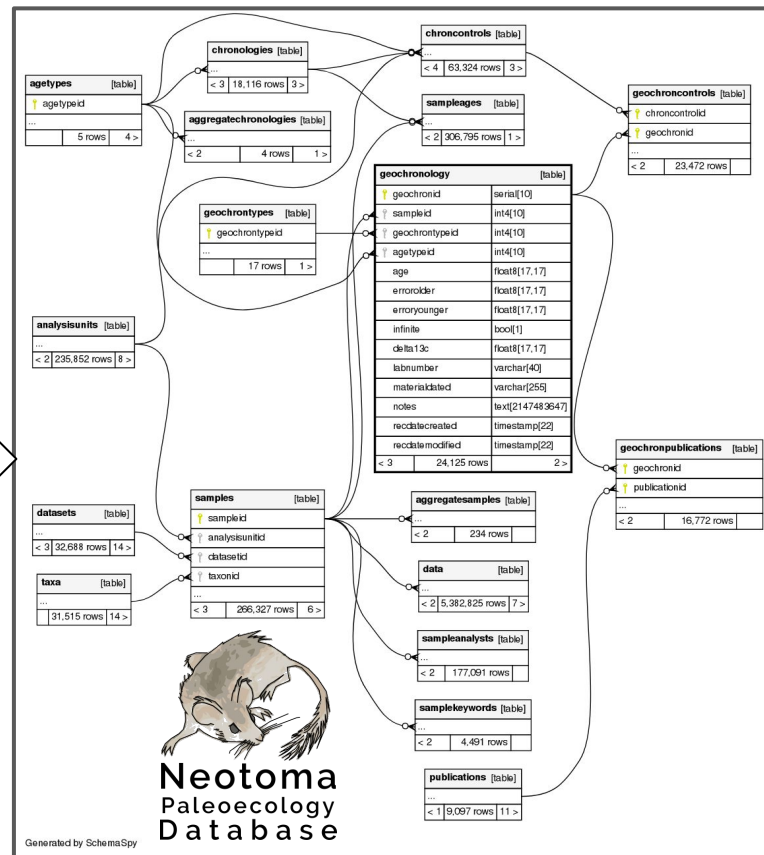 chroncontrols [table]
...
< 4 63,324 rows 3 >
chronologies [table]
...
< 3 18,116 rows 3 >
agetypes [table]
agetypeid
...
5 rows 4 >
geochroncontrols [table]
chroncontrolid
geochronid
...
< 2 23,472 rows
sampleages [table]
...
< 2 306,795 rows 1 >
aggregatechronologies [table]
...
< 2 4 rows 1 >
geochronology [table]
geochronid serial[10]
sampleid int4[10]
geochrontypeid int4[10]
agetypeid int4[10]
age float8[17,17]
errorolder float8[17,17]
erroryounger float8[17,17]
infinite bool[1]
delta13c float8[17,17]
labnumber varchar[40]
materialdated varchar[255]
notes text[2147483647]
recdatecreated timestamp[22]
recdatemodified timestamp[22]
< 3 24,125 rows 2 >
geochrontypes [table]
geochrontypeid
...
17 rows 1 >
analysisunits [table]
...
< 2 235,852 rows 8 >
geochronpublications [table]
geochronid
publicationid
...
< 2 16,772 rows
samples [table]
sampleid
analysisunitid
datasetid
taxonid
...
< 3 266,327 rows 6 >
datasets [table]
...
< 3 32,688 rows 14 >
taxa [table]
...
31,515 rows 14 >
aggregatesamples [table]
...
< 2 234 rows
data [table]
...
< 2 5,382,825 rows 7 >
sampleanalysts [table]
...
< 2 177,091 rows
samplekeywords [table]
...
< 2 4,491 rows
publications [table]
...
< 1 9,097 rows 11 >
Neotoma
Paleoecology
Database
Generated by SchemaSpy